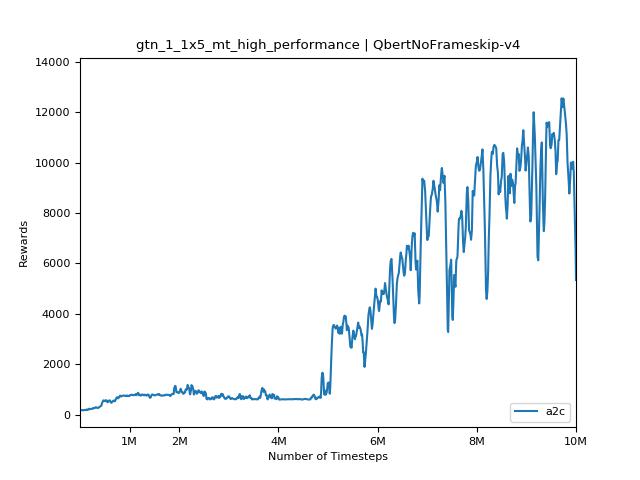 gtn_1_1x5_mt_high_performance | QbertNoFrameskip-v4
14000
12000
10000
8000
6000
4000
2000
0
Rewards
1M 2M 4M 6M 8M 10M
Number of Timesteps
a2c